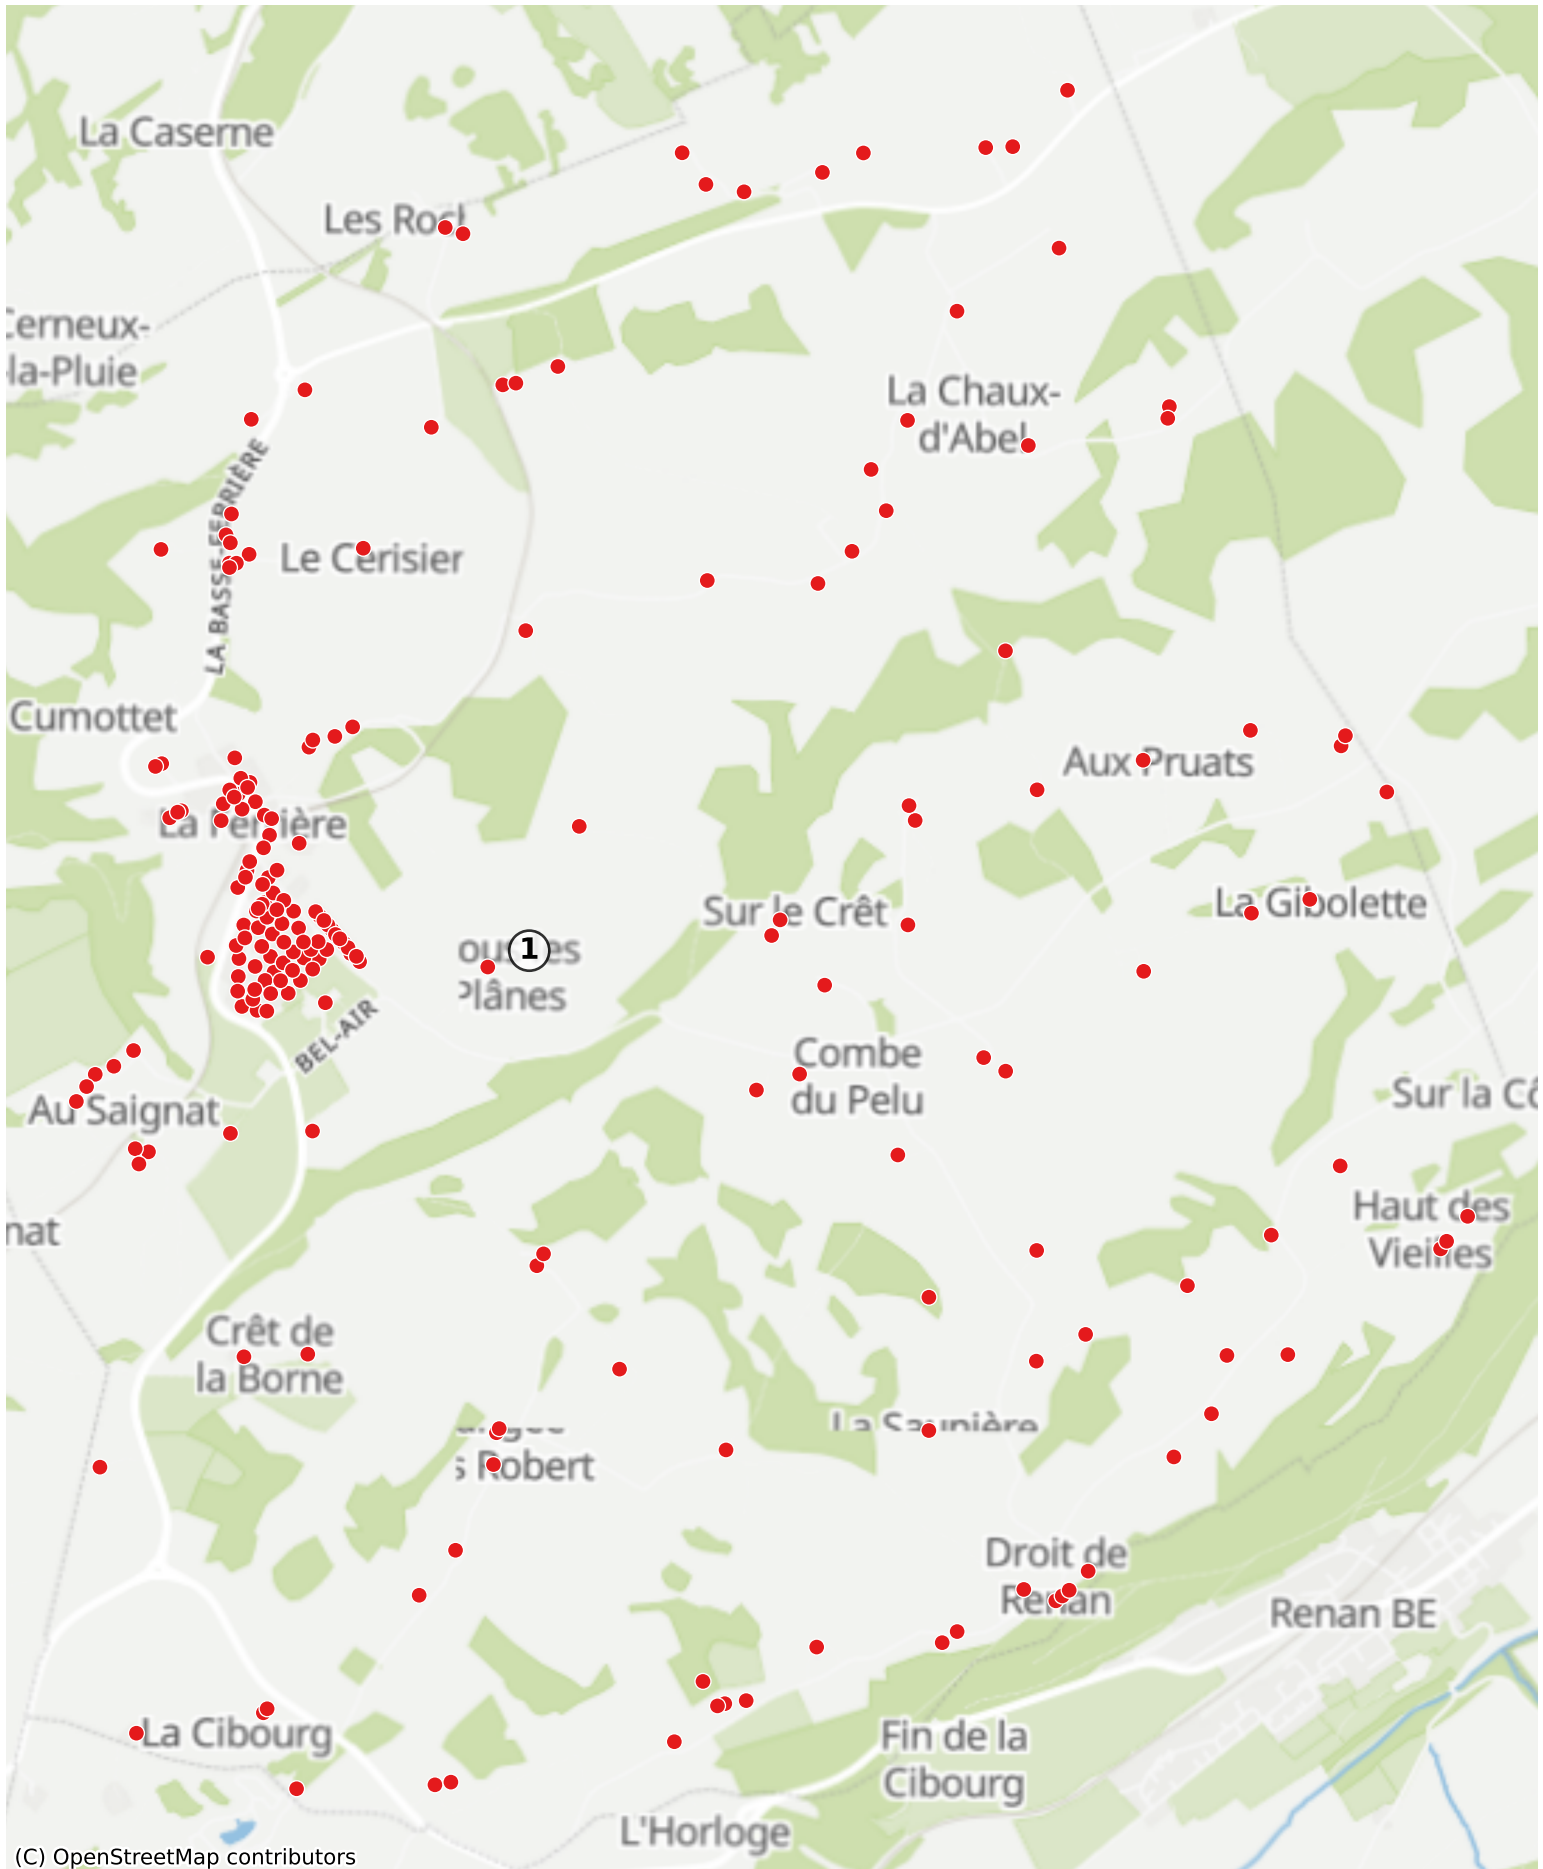 La Caserne
Les Roc
Cerneux-
-la-Pluie
La Chaux-
d'Abel
LA BASSE-FERRIÈRE
Le Cerisier
Cumottet
Aux Pruats
La Ferrière
La Gibolette
Sur le Crêt
1
Plânes
BEL-AIR
Combe
du Pelu
Sur la Cô
Au Saignat
Haut des
Vieilles
nat
Crêt de
la Borne
La Saunière
s Robert
Droit de
Renan
Renan BE
La Cibourg
Fin de la
Cibourg
L'Horloge
(C) OpenStreetMap contributors